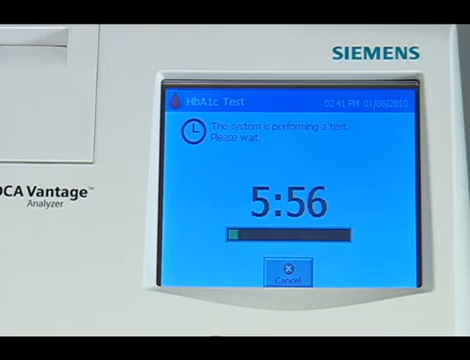 SIEMENS
HbA1c Test
02:41 PM 01/08/2010
The system is performing a test.
Please wait.
5:56
Cancel
DCA Vantage™
Analyzer